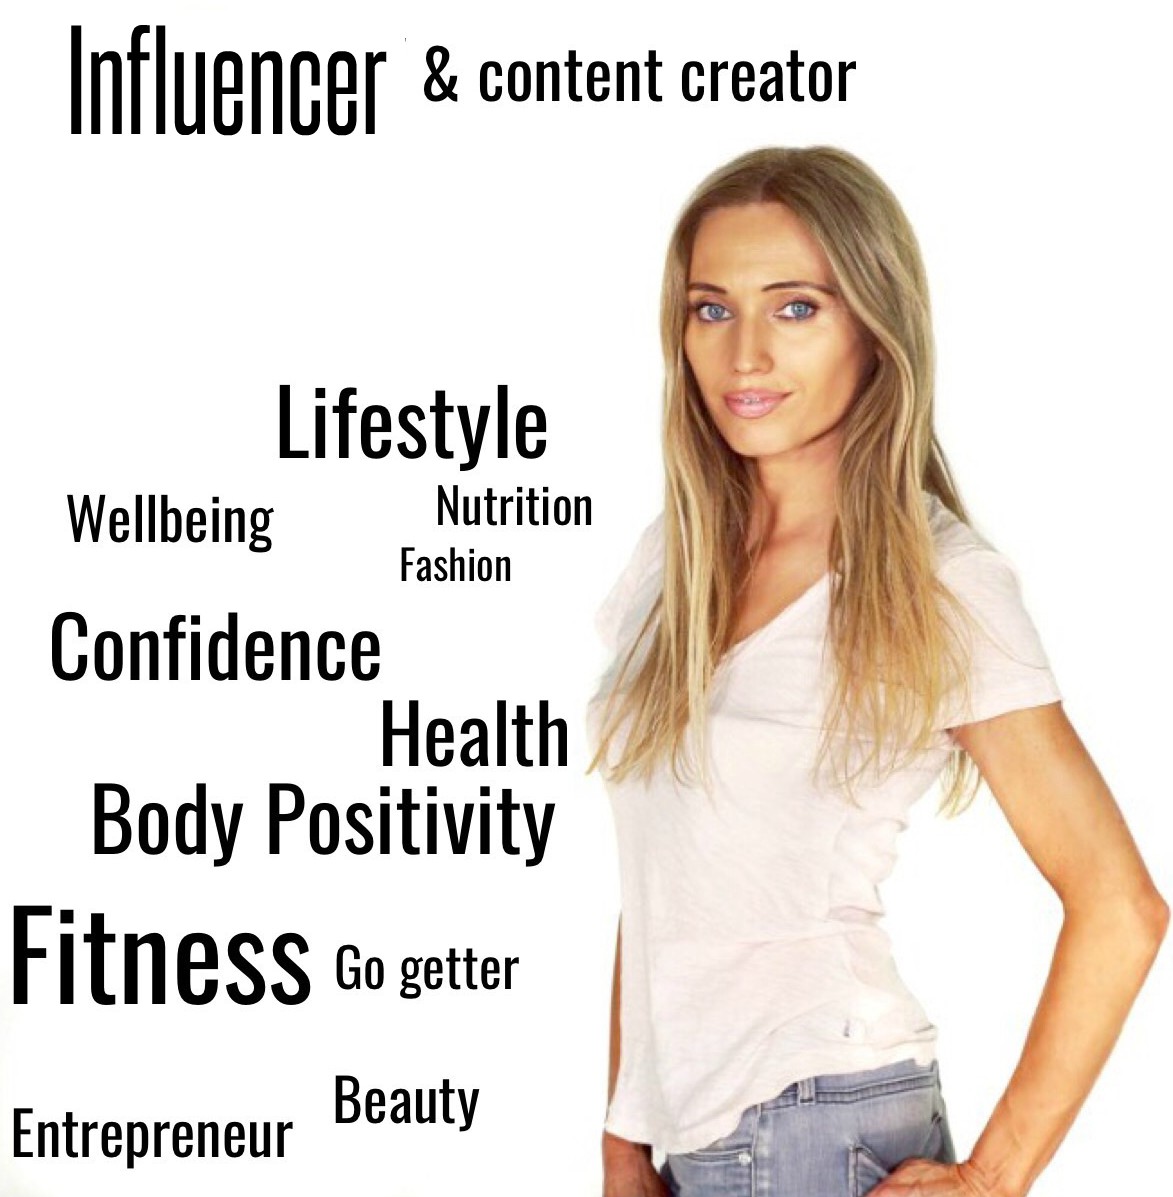 Influencer & content creator
Lifestyle
Wellbeing Nutrition
Fashion
Confidence
Health
Body Positivity
Fitness Go getter
Beauty
Entrepreneur